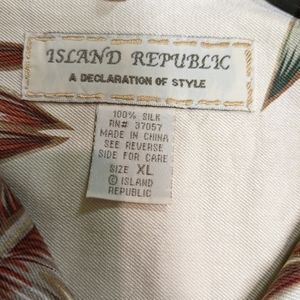 ISLAND REPUBLIC
A DECLARATION OF STYLE
100% SILK
RN# 37057
MADE IN CHINA
SEE REVERSE
SIDE FOR CARE
SIZE XL
© ISLAND
REPUBLIC